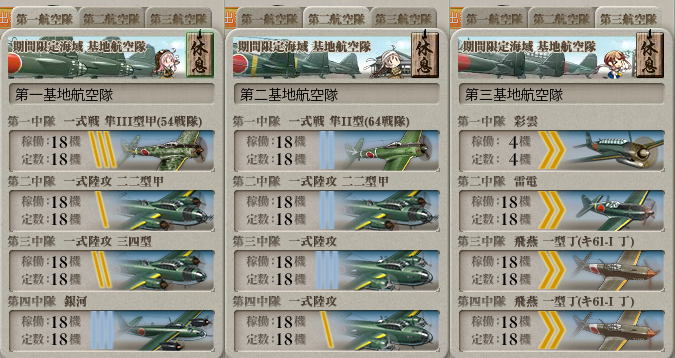 出 第一航空隊 第二航空隊 第三航空隊
期間限定海域 基地航空隊 休息
第一基地航空隊
第一中隊 一式戦 隼III型甲(54戦隊)
稼働:18機
定数:18機
第二中隊 一式陸攻 二二型甲
稼働:18機
定数:18機
第三中隊 一式陸攻 三四型
稼働:18機
定数:18機
第四中隊 銀河
稼働:18機
定数:18機
出 第一航空隊 第二航空隊 第三航空隊
期間限定海域 基地航空隊 休息
第二基地航空隊
第一中隊 一式戦 隼II型(64戦隊)
稼働:18機
定数:18機
第二中隊 一式陸攻 二二型甲
稼働:18機
定数:18機
第三中隊 一式陸攻
稼働:18機
定数:18機
第四中隊 一式陸攻
稼働:18機
定数:18機
出 第一航空隊 第二航空隊 第三航空隊
期間限定海域 基地航空隊 休息
第三基地航空隊
第一中隊 彩雲
稼働:4機
定数:4機
第二中隊 雷電
稼働:18機
定数:18機
第三中隊 飛燕 一型丁(キ61-I 丁)
稼働:18機
定数:18機
第四中隊 飛燕 一型丁(キ61-I 丁)
稼働:18機
定数:18機